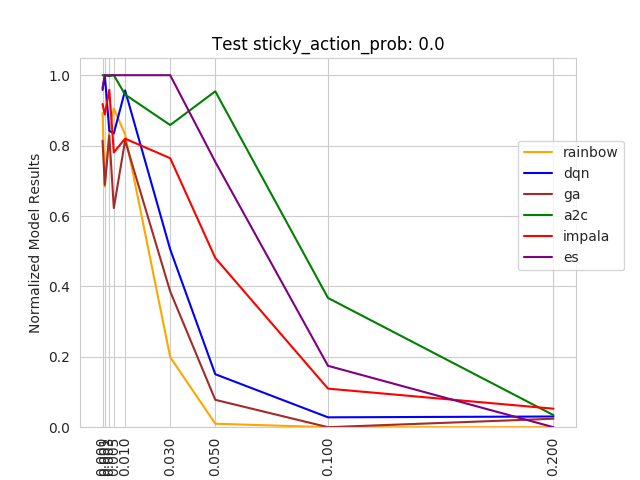 Test sticky_action_prob: 0.0
Normalized Model Results
1.0
0.8
0.6
0.4
0.2
0.0
rainbow
dqn
ga
a2c
impala
es
0.010
0.030
0.050
0.100
0.200